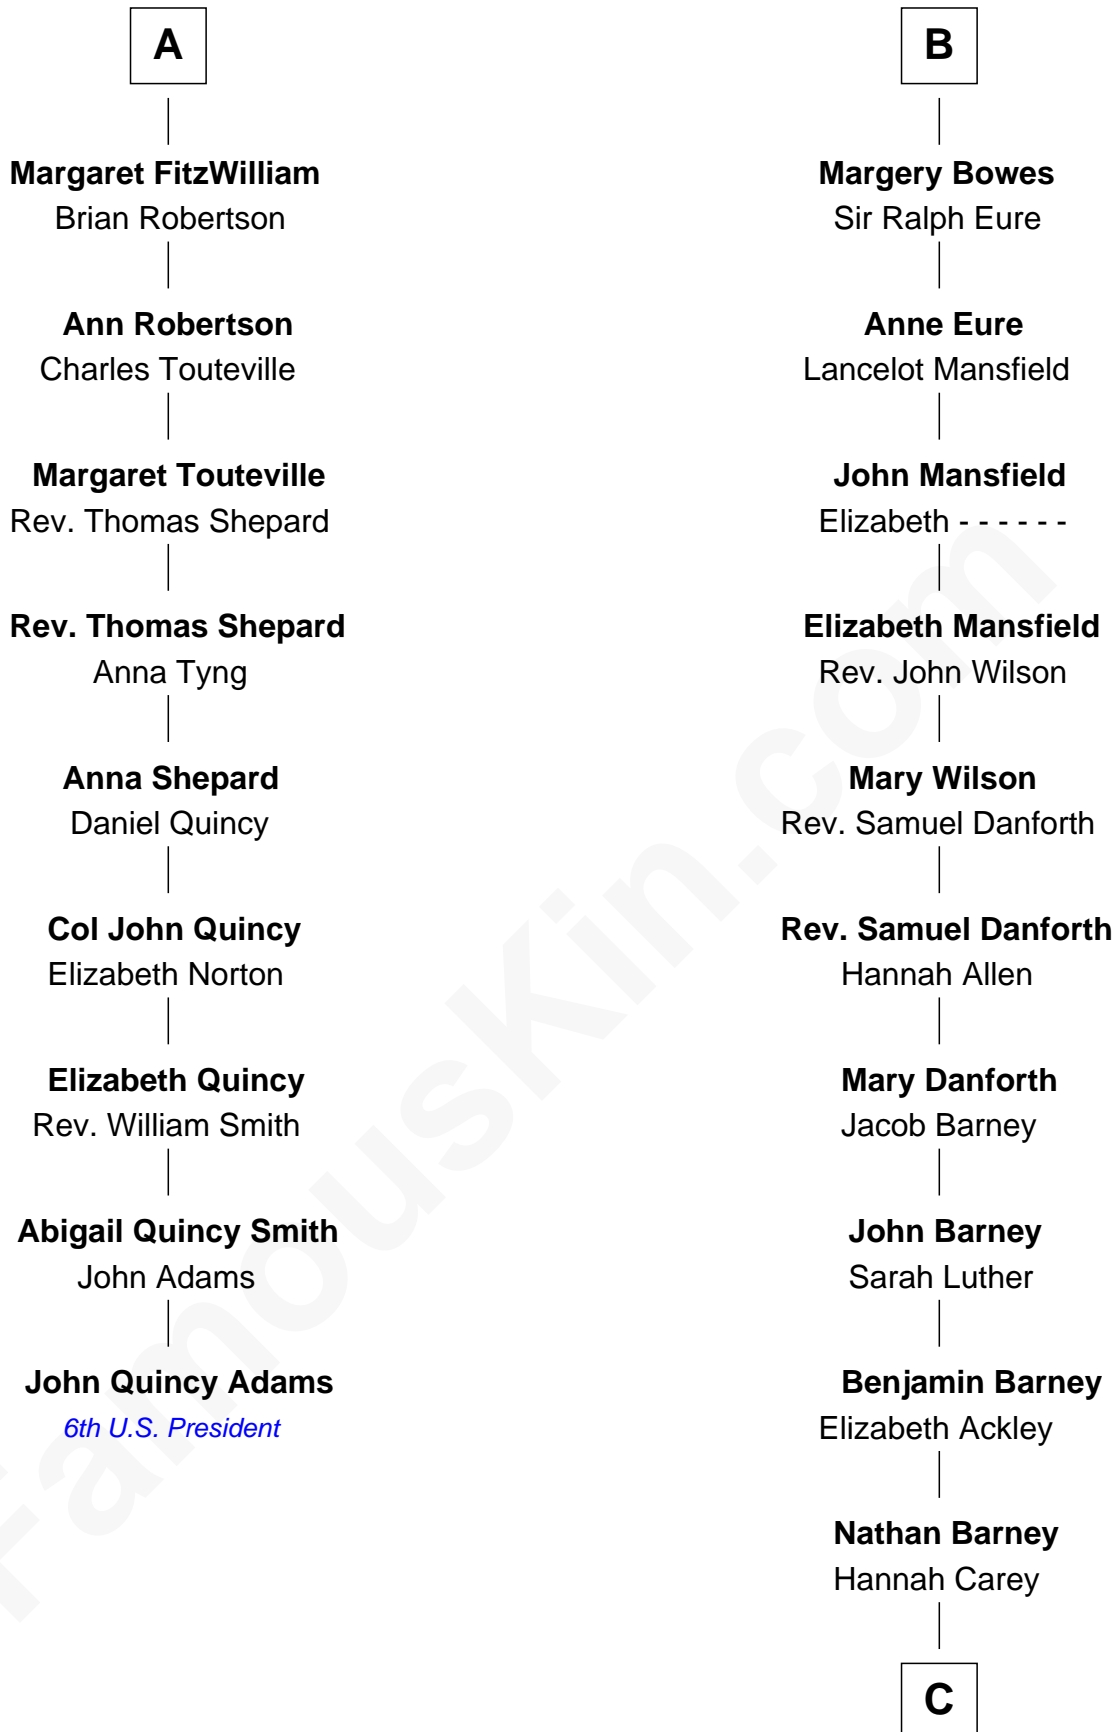 A
Margaret FitzWilliam
Brian Robertson
Ann Robertson
Charles Touteville
Margaret Touteville
Rev. Thomas Shepard
Rev. Thomas Shepard
Anna Tyng
Anna Shepard
Daniel Quincy
Col John Quincy
Elizabeth Norton
Elizabeth Quincy
Rev. William Smith
Abigail Quincy Smith
John Adams
John Quincy Adams
6th U.S. President
B
Margery Bowes
Sir Ralph Eure
Anne Eure
Lancelot Mansfield
John Mansfield
Elizabeth - - - - - -
Elizabeth Mansfield
Rev. John Wilson
Mary Wilson
Rev. Samuel Danforth
Rev. Samuel Danforth
Hannah Allen
Mary Danforth
Jacob Barney
John Barney
Sarah Luther
Benjamin Barney
Elizabeth Ackley
Nathan Barney
Hannah Carey
C
FamousKin.com